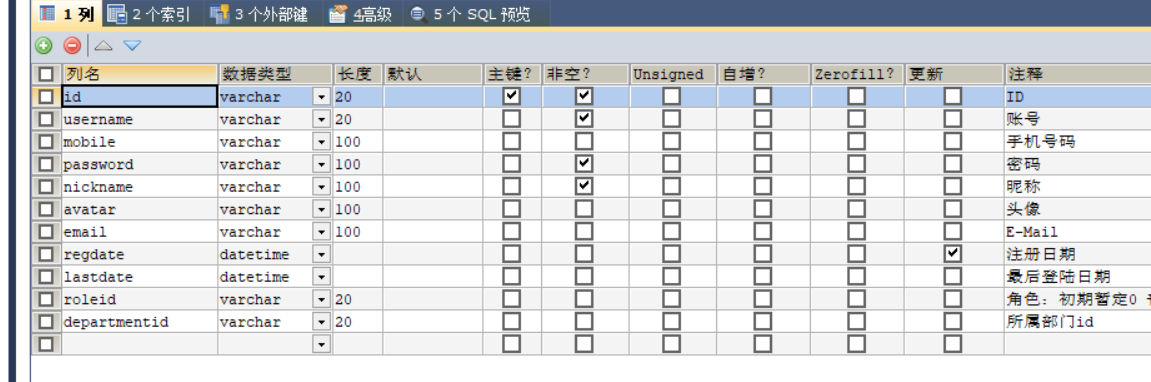 1 列 2 个索引 3 个外部键 4高级 5 个 SQL 预览
列名 数据类型 长度 默认 主键? 非空? Unsigned 自增? Zerofill? 更新 注释
id varchar 20 ID
username varchar 20 账号
mobile varchar 100 手机号码
password varchar 100 密码
nickname varchar 100 昵称
avatar varchar 100 头像
email varchar 100 E-Mail
regdate datetime 注册日期
lastdate datetime 最后登陆日期
roleid varchar 20 角色: 初期暂定0
departmentid varchar 20 所属部门id